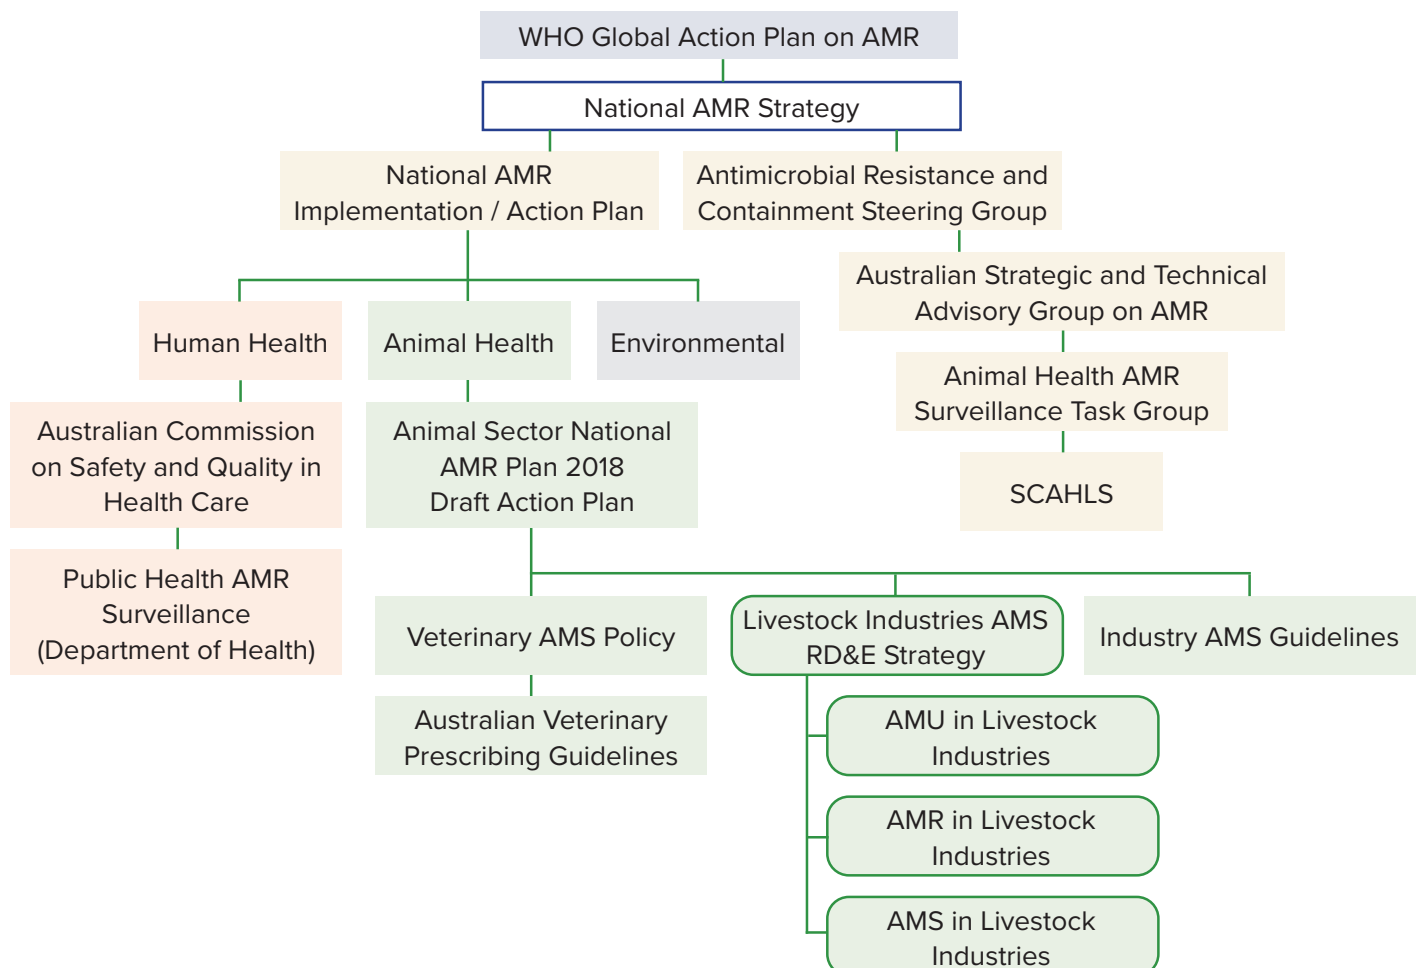 WHO Global Action Plan on AMR
National AMR Strategy
National AMR
Implementation / Action Plan
Antimicrobial Resistance and
Containment Steering Group
Australian Strategic and Technical
Advisory Group on AMR
Human Health
Animal Health
Environmental
Animal Health AMR
Surveillance Task Group
Australian Commission
on Safety and Quality in
Health Care
Animal Sector National
AMR Plan 2018
Draft Action Plan
SCAHLS
Public Health AMR
Surveillance
(Department of Health)
Veterinary AMS Policy
Livestock Industries AMS
RD&E Strategy
Industry AMS Guidelines
Australian Veterinary
Prescribing Guidelines
AMU in Livestock
Industries
AMR in Livestock
Industries
AMS in Livestock
Industries